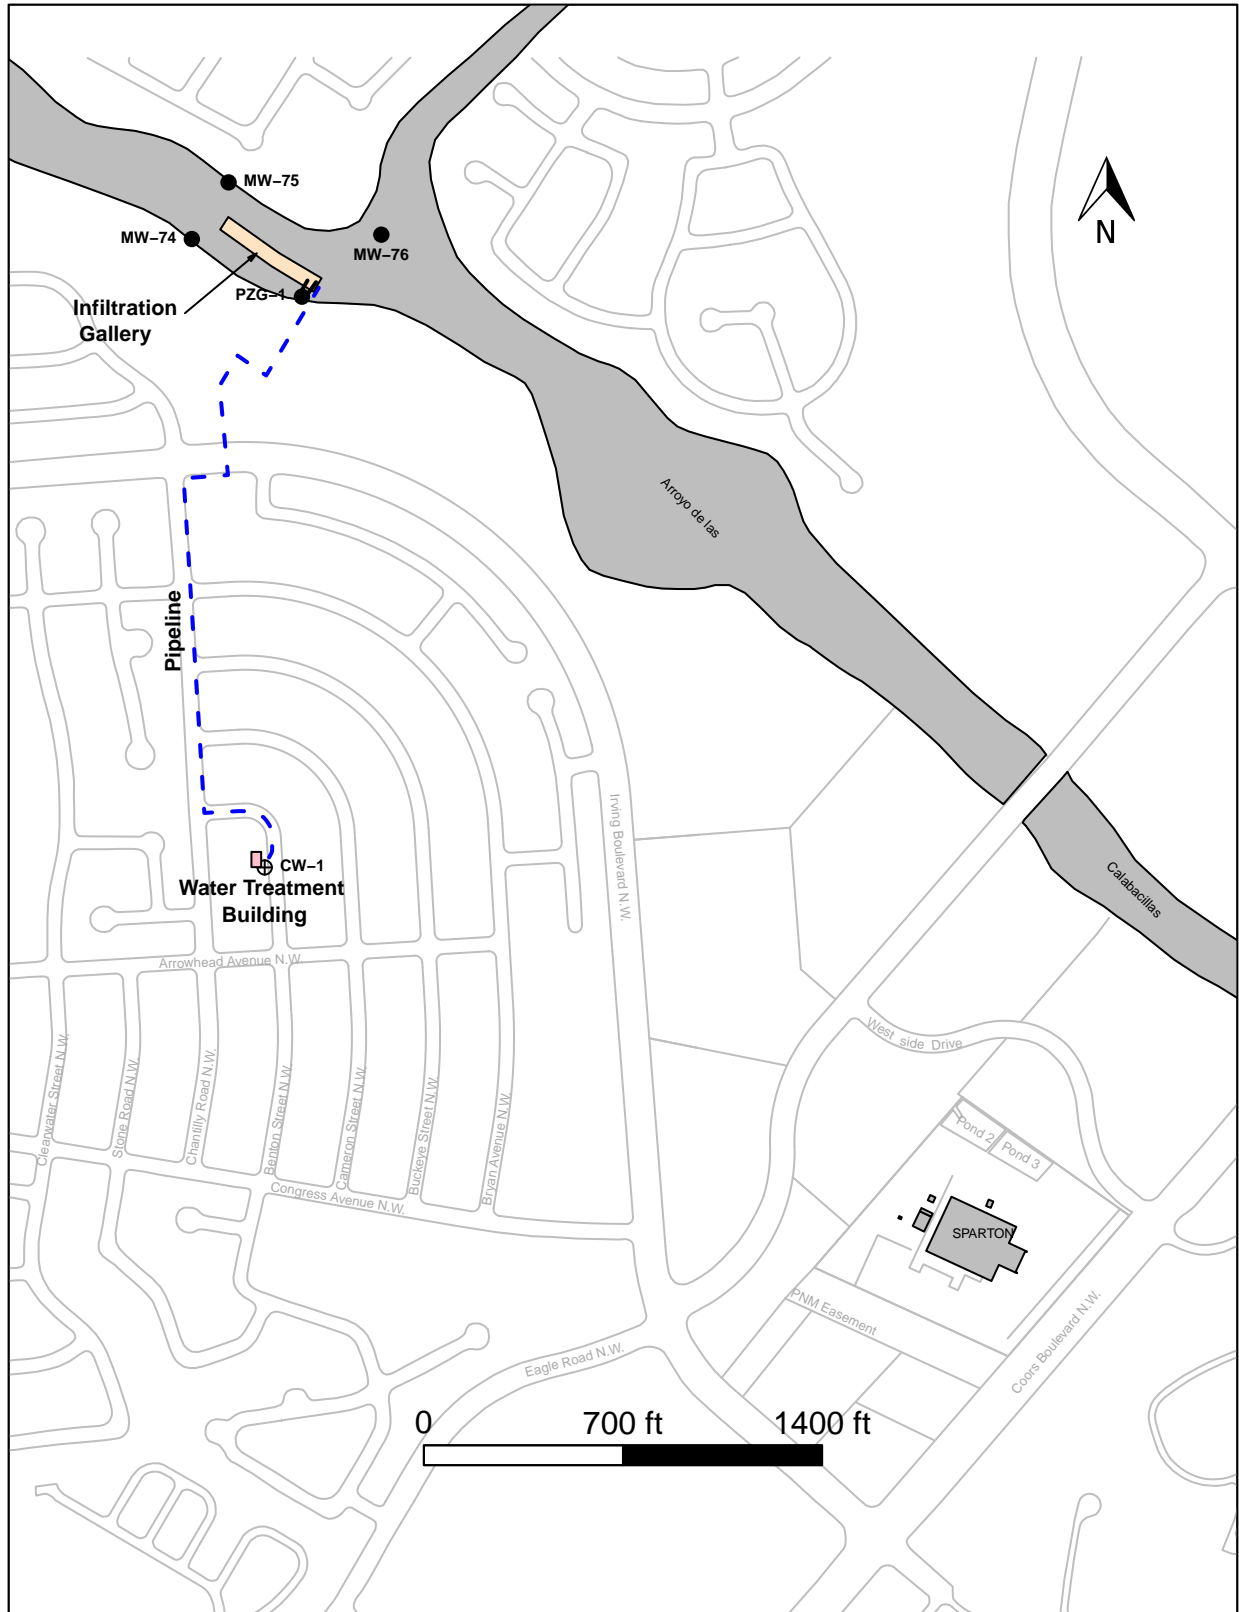 MW–75
MW–74
MW–76
N
PZG–1
Infiltration
Gallery
Arroyo de las
Pipeline
Irving Boulevard N.W.
CW–1
Water Treatment
Building
Calabacillas
Arrowhead Avenue N.W.
West side Drive
Clearwater Street N.W.
Stone Road N.W.
Chantilly Road N.W.
Benton Street N.W.
Cameron Street N.W.
Buckeye Street N.W.
Bryan Avenue N.W.
Pond 2
Pond 3
Congress Avenue N.W.
SPARTON
PNM Easement
Coors Boulevard N.W.
Eagle Road N.W.
0 700 ft 1400 ft